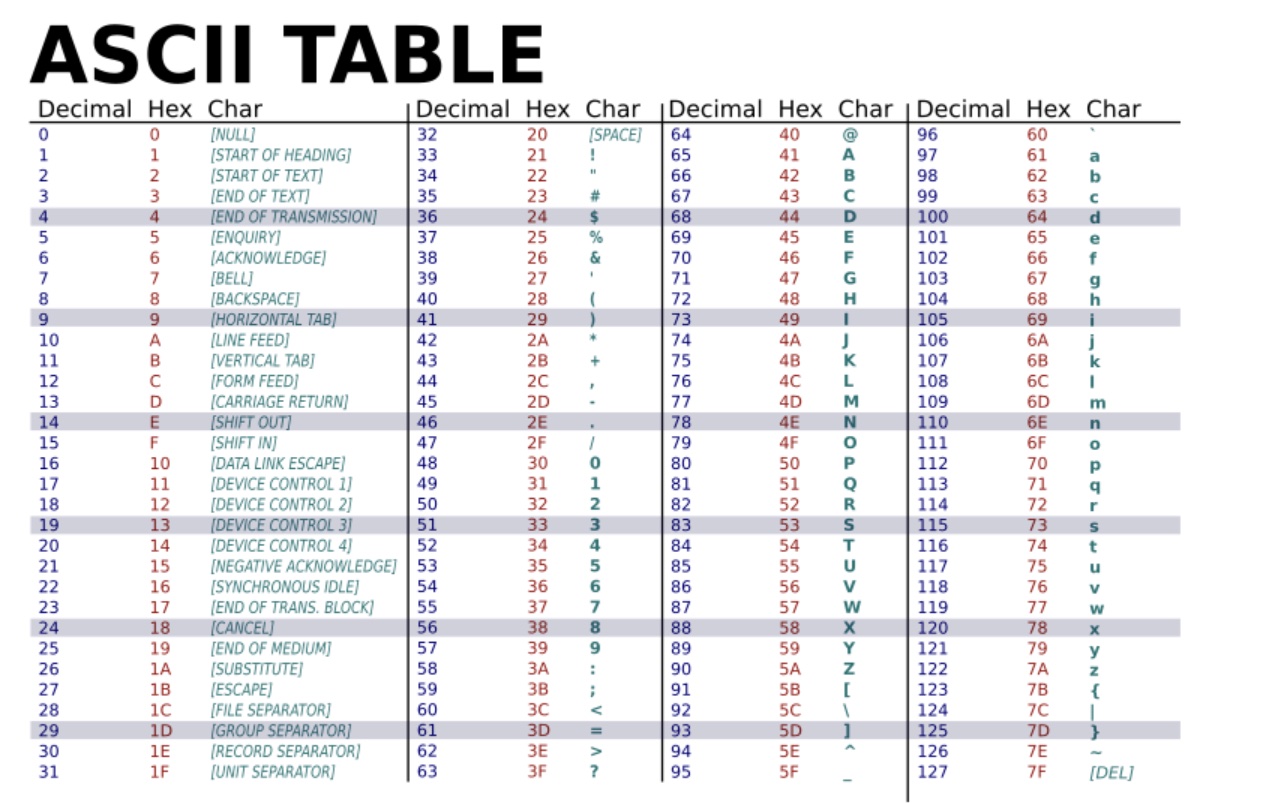 ASCII TABLE
Decimal Hex Char Decimal Hex Char Decimal Hex Char Decimal Hex Char
0 0 [NULL] 32 20 [SPACE] 64 40 @ 96 60 `
1 1 [START OF HEADING] 33 21 ! 65 41 A 97 61 a
2 2 [START OF TEXT] 34 22 " 66 42 B 98 62 b
3 3 [END OF TEXT] 35 23 # 67 43 C 99 63 c
4 4 [END OF TRANSMISSION] 36 24 $ 68 44 D 100 64 d
5 5 [ENQUIRY] 37 25 % 69 45 E 101 65 e
6 6 [ACKNOWLEDGE] 38 26 & 70 46 F 102 66 f
7 7 [BELL] 39 27 ' 71 47 G 103 67 g
8 8 [BACKSPACE] 40 28 ( 72 48 H 104 68 h
9 9 [HORIZONTAL TAB] 41 29 ) 73 49 I 105 69 i
10 A [LINE FEED] 42 2A * 74 4A J 106 6A j
11 B [VERTICAL TAB] 43 2B + 75 4B K 107 6B k
12 C [FORM FEED] 44 2C , 76 4C L 108 6C l
13 D [CARRIAGE RETURN] 45 2D - 77 4D M 109 6D m
14 E [SHIFT OUT] 46 2E . 78 4E N 110 6E n
15 F [SHIFT IN] 47 2F / 79 4F O 111 6F o
16 10 [DATA LINK ESCAPE] 48 30 0 80 50 P 112 70 p
17 11 [DEVICE CONTROL 1] 49 31 1 81 51 Q 113 71 q
18 12 [DEVICE CONTROL 2] 50 32 2 82 52 R 114 72 r
19 13 [DEVICE CONTROL 3] 51 33 3 83 53 S 115 73 s
20 14 [DEVICE CONTROL 4] 52 34 4 84 54 T 116 74 t
21 15 [NEGATIVE ACKNOWLEDGE] 53 35 5 85 55 U 117 75 u
22 16 [SYNCHRONOUS IDLE] 54 36 6 86 56 V 118 76 v
23 17 [END OF TRANS. BLOCK] 55 37 7 87 57 W 119 77 w
24 18 [CANCEL] 56 38 8 88 58 X 120 78 x
25 19 [END OF MEDIUM] 57 39 9 89 59 Y 121 79 y
26 1A [SUBSTITUTE] 58 3A : 90 5A Z 122 7A z
27 1B [ESCAPE] 59 3B ; 91 5B [ 123 7B {
28 1C [FILE SEPARATOR] 60 3C < 92 5C \ 124 7C |
29 1D [GROUP SEPARATOR] 61 3D = 93 5D ] 125 7D }
30 1E [RECORD SEPARATOR] 62 3E > 94 5E ^ 126 7E ~
31 1F [UNIT SEPARATOR] 63 3F ? 95 5F _ 127 7F [DEL]